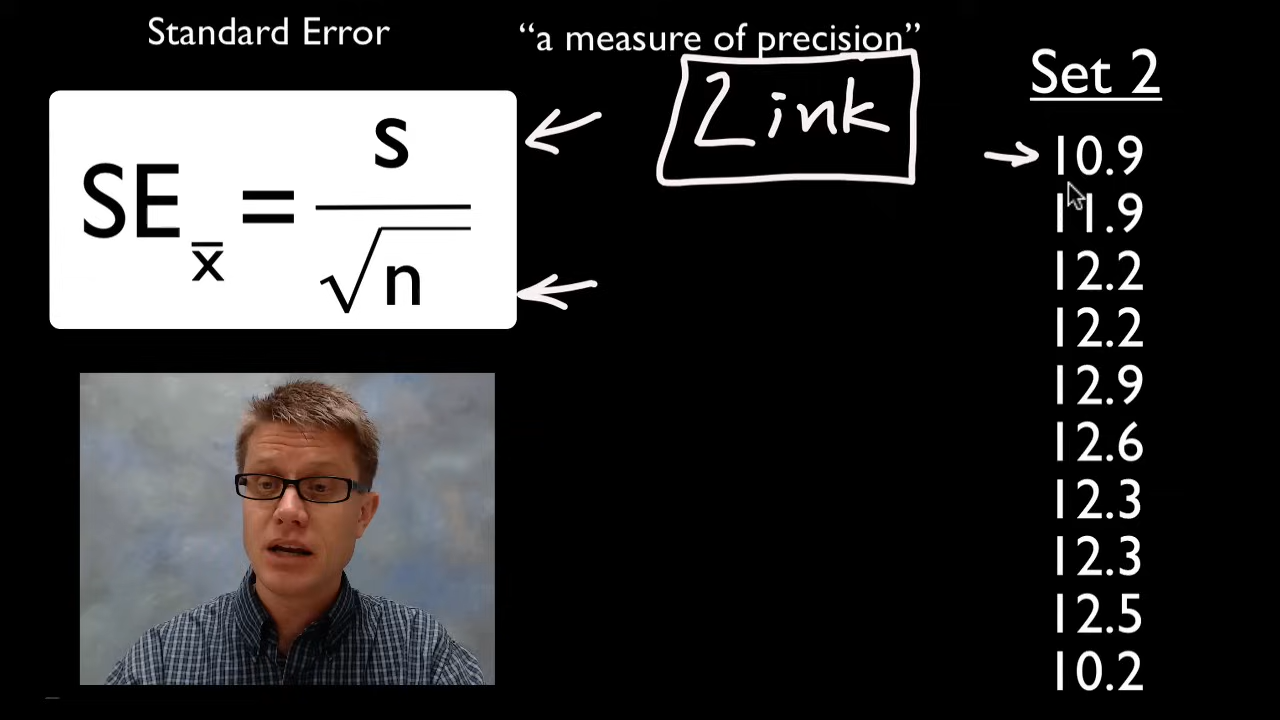 Standard Error
“a measure of precision”
Zink
SE x̄ = s / √n
Set 2
10.9
11.9
12.2
12.2
12.9
12.6
12.3
12.3
12.5
10.2